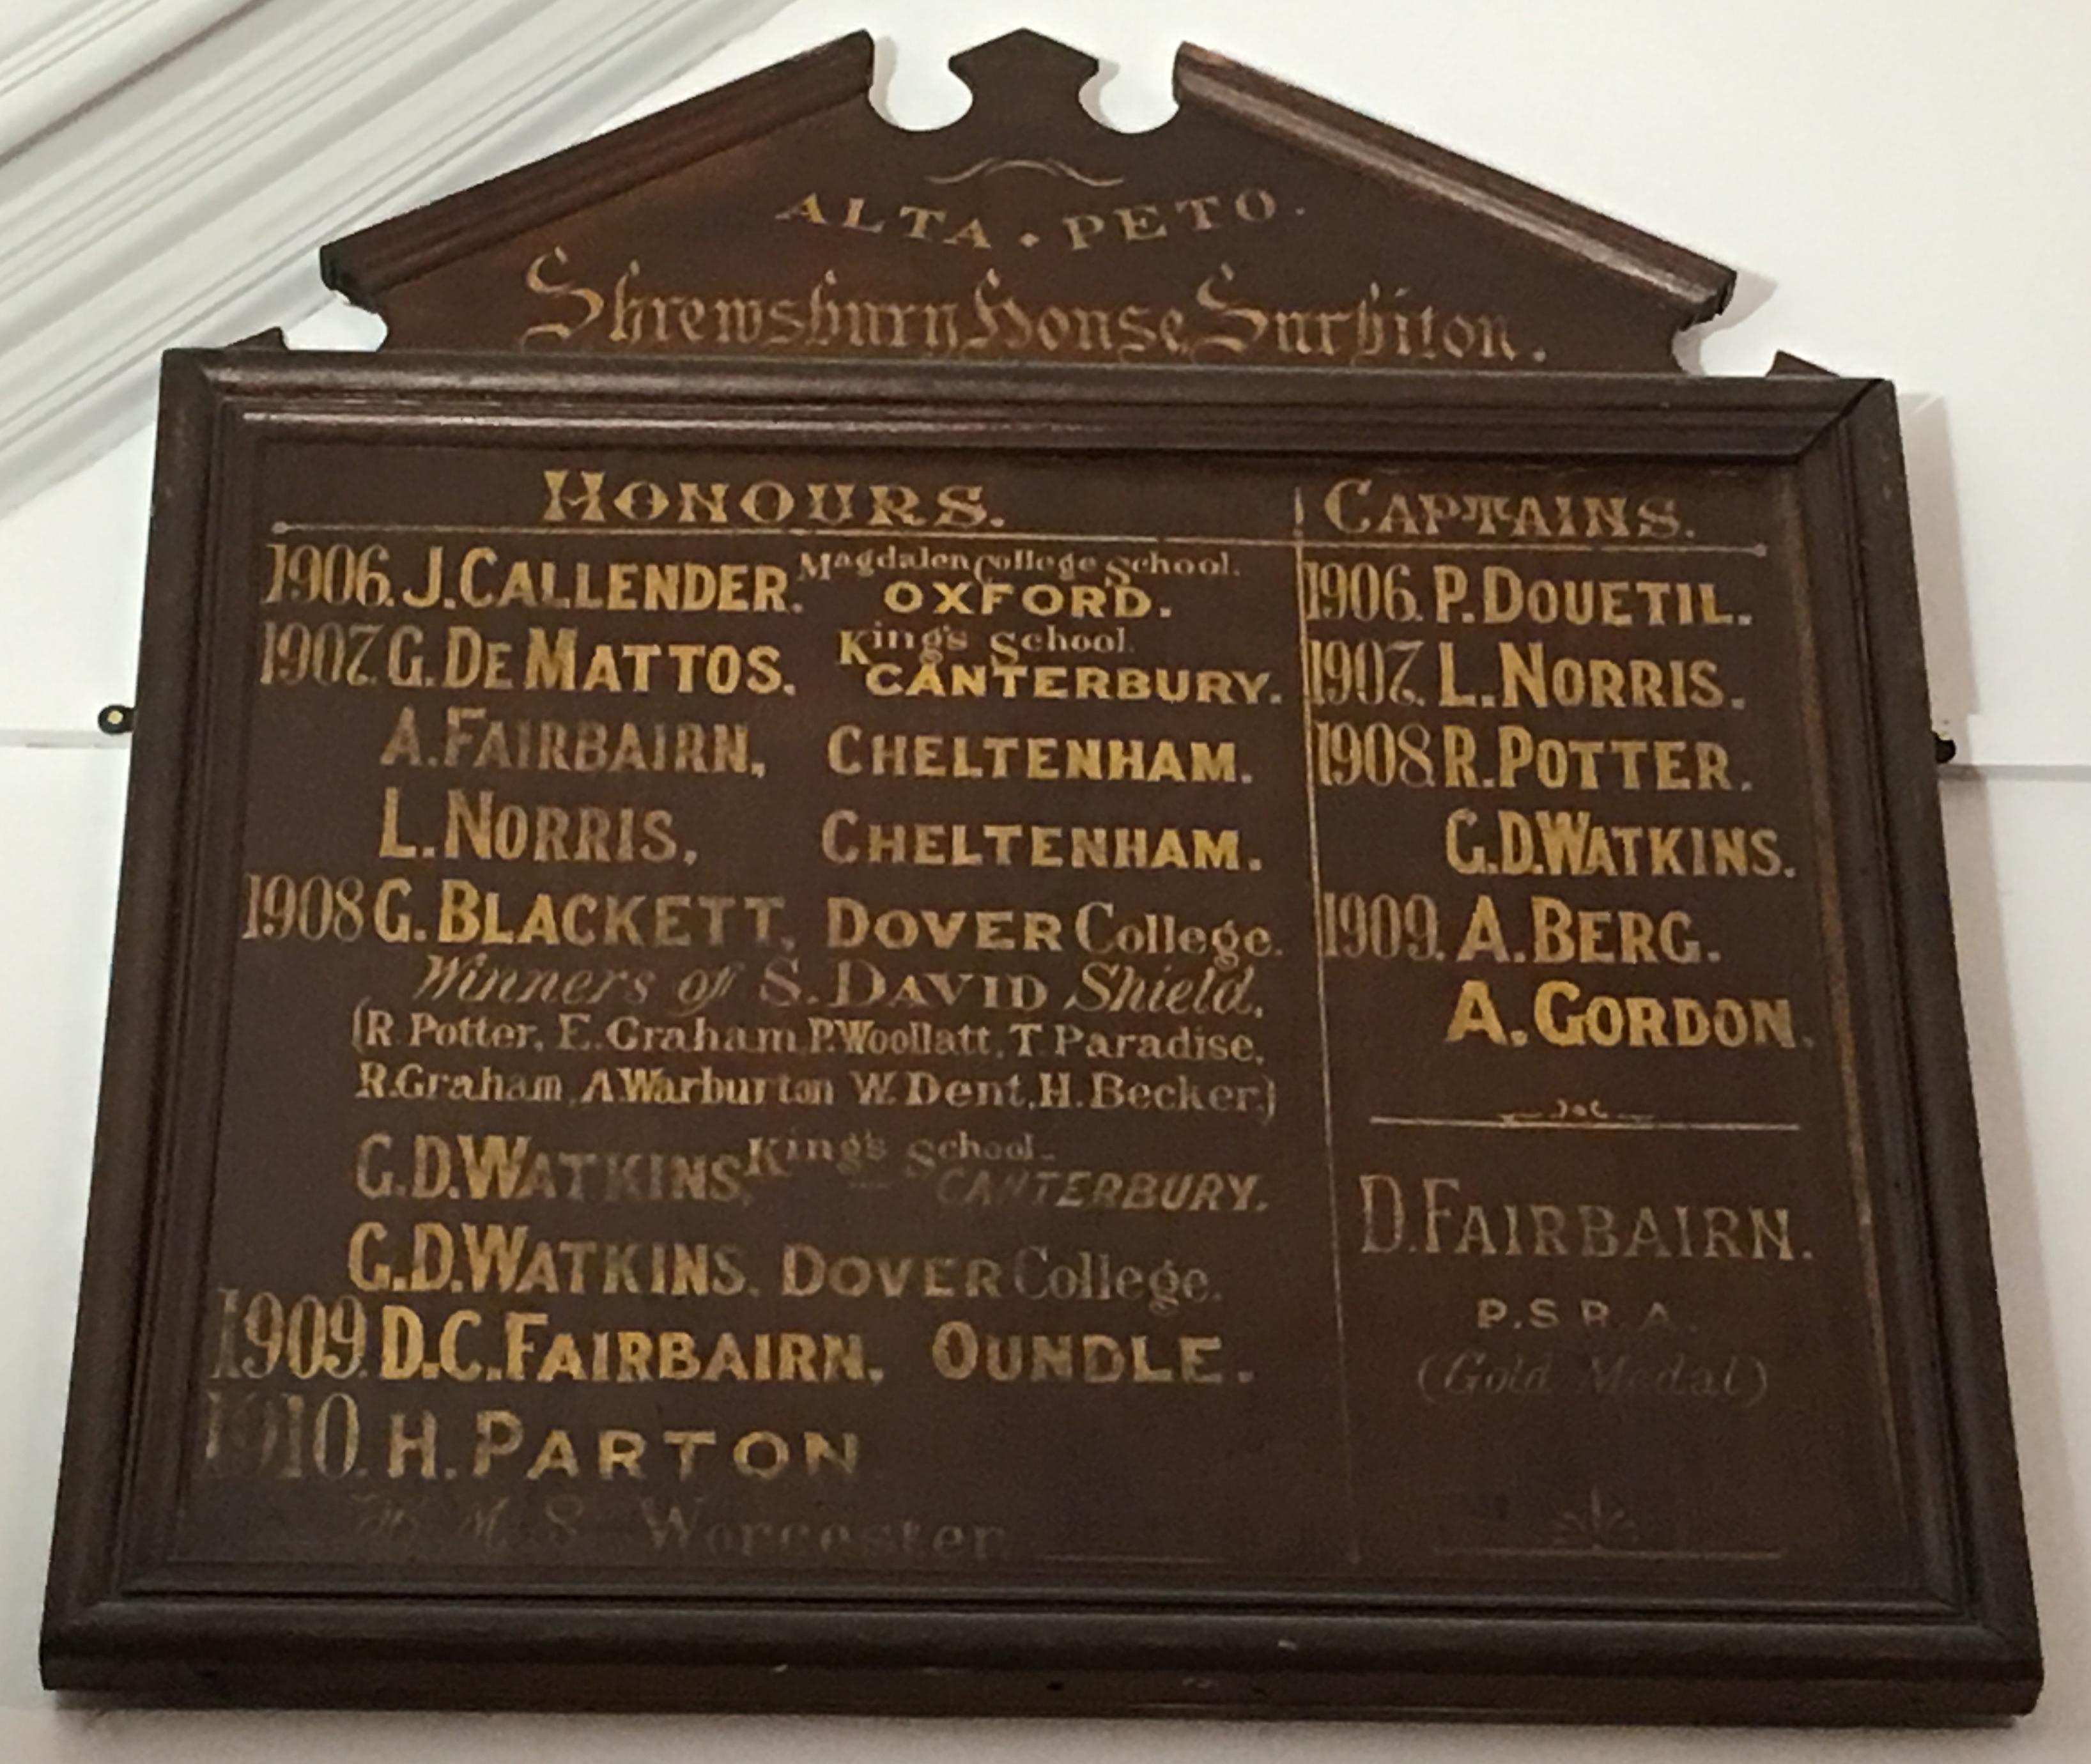 ALTA · PETO.
Shrewsbury House, Surbiton.
HONOURS.
1906. J. CALLENDER. Magdalen College School.
OXFORD.
1907. G. DE MATTOS. King's School.
CANTERBURY.
A. FAIRBAIRN, CHELTENHAM.
L. NORRIS, CHELTENHAM.
1908 G. BLACKETT, DOVER College.
Winners of S. DAVID Shield.
(R. Potter, E. Graham, P. Woollatt, T. Paradise,
R. Graham, A. Warburton W. Dent, H. Becker.)
G.D. WATKINS, King's School
CANTERBURY.
G.D. WATKINS. DOVER College.
1909. D.C. FAIRBAIRN, OUNDLE.
1910. H. PARTON
H. M. S Worcester
CAPTAINS.
1906. P. DOUETIL.
1907. L. NORRIS.
1908 R. POTTER.
G.D. WATKINS.
1909. A. BERG.
A. GORDON.
D. FAIRBAIRN.
P. S. R. A.
(Gold Medal)